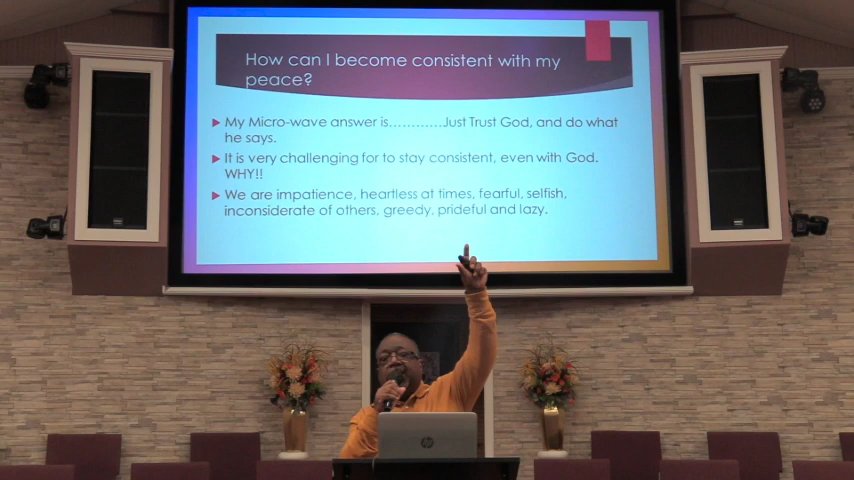 How can I become consistent with my
peace?
My Micro-wave answer is............Just Trust God, and do what
he says.
It is very challenging for to stay consistent, even with God.
WHY!!
We are impatience, heartless at times, fearful, selfish,
inconsiderate of others, greedy, prideful and lazy.
hp